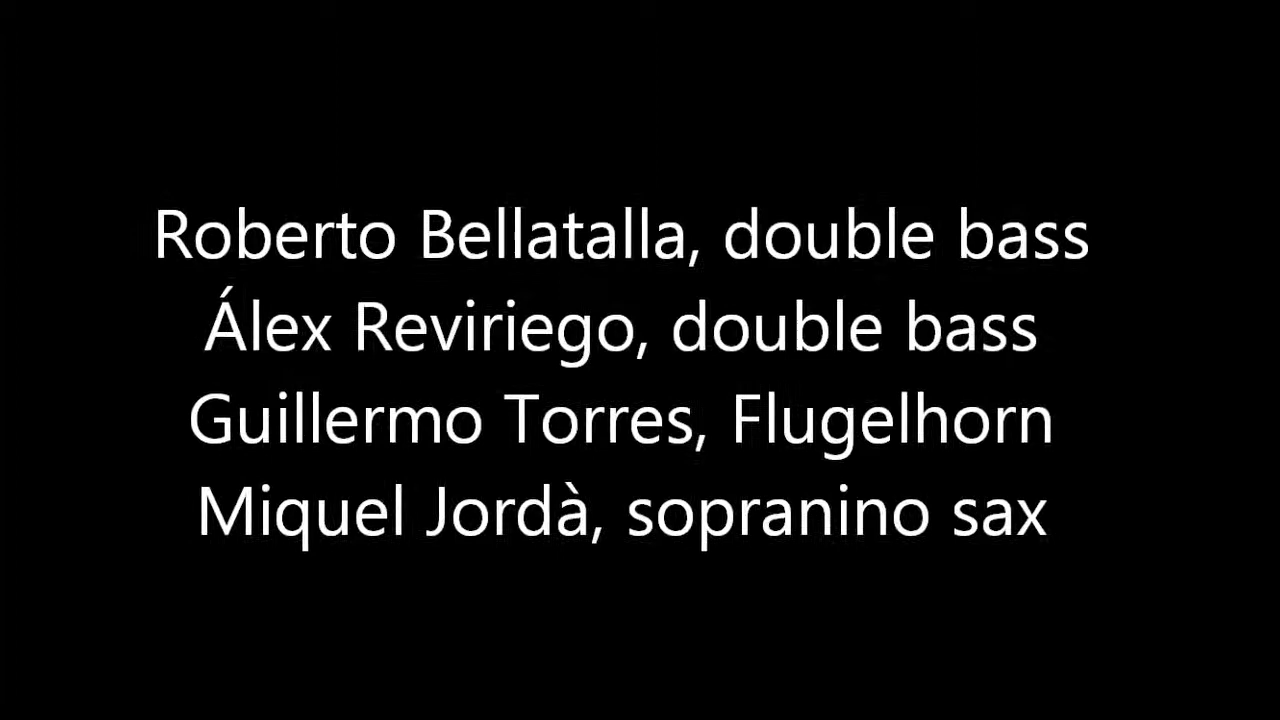 Roberto Bellatalla, double bass
Álex Reviriego, double bass
Guillermo Torres, Flugelhorn
Miquel Jordà, sopranino sax